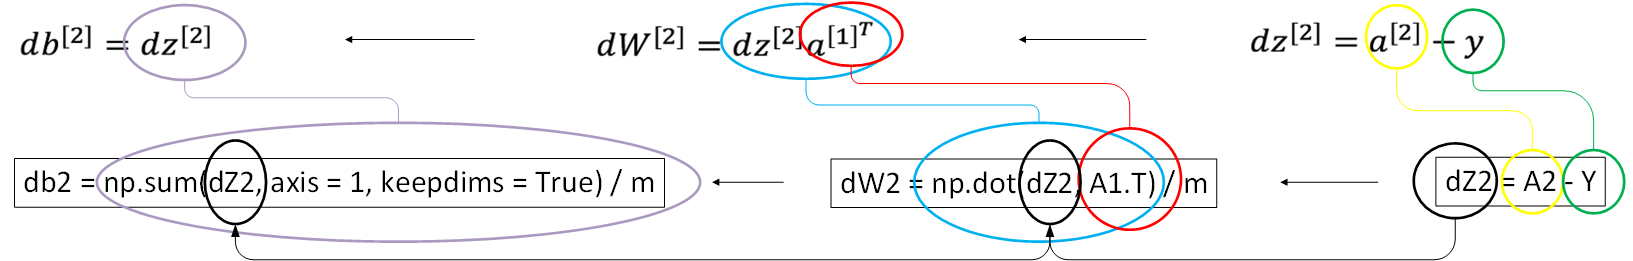 db^[2] = dz^[2]
dW^[2] = dz^[2]a^[1]^T
dz^[2] = a^[2] − y
db2 = np.sum(dZ2, axis = 1, keepdims = True) / m
dW2 = np.dot(dZ2, A1.T) / m
dZ2 = A2 - Y